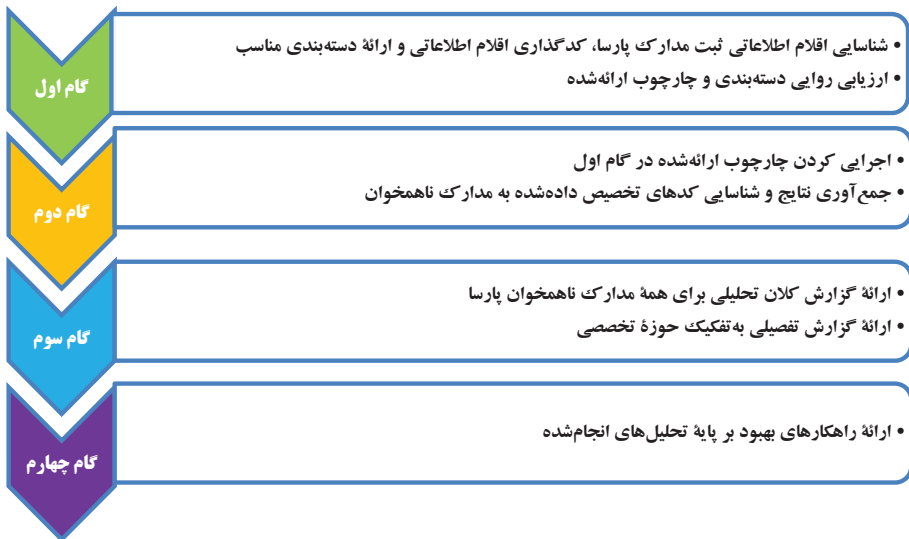 گام اول
• شناسایی اقلام اطلاعاتی ثبت مدارک پارسا، کدگذاری اقلام اطلاعاتی و ارائهٔ دسته‌بندی مناسب
• ارزیابی روایی دسته‌بندی و چارچوب ارائه‌شده
گام دوم
• اجرایی کردن چارچوب ارائه‌شده در گام اول
• جمع‌آوری نتایج و شناسایی کدهای تخصیص داده‌شده به مدارک ناهمخوان
گام سوم
• ارائهٔ گزارش کلان تحلیلی برای همهٔ مدارک ناهمخوان پارسا
• ارائهٔ گزارش تفصیلی به‌تفکیک حوزهٔ تخصصی
گام چهارم
• ارائهٔ راهکارهای بهبود بر پایهٔ تحلیل‌های انجام‌شده